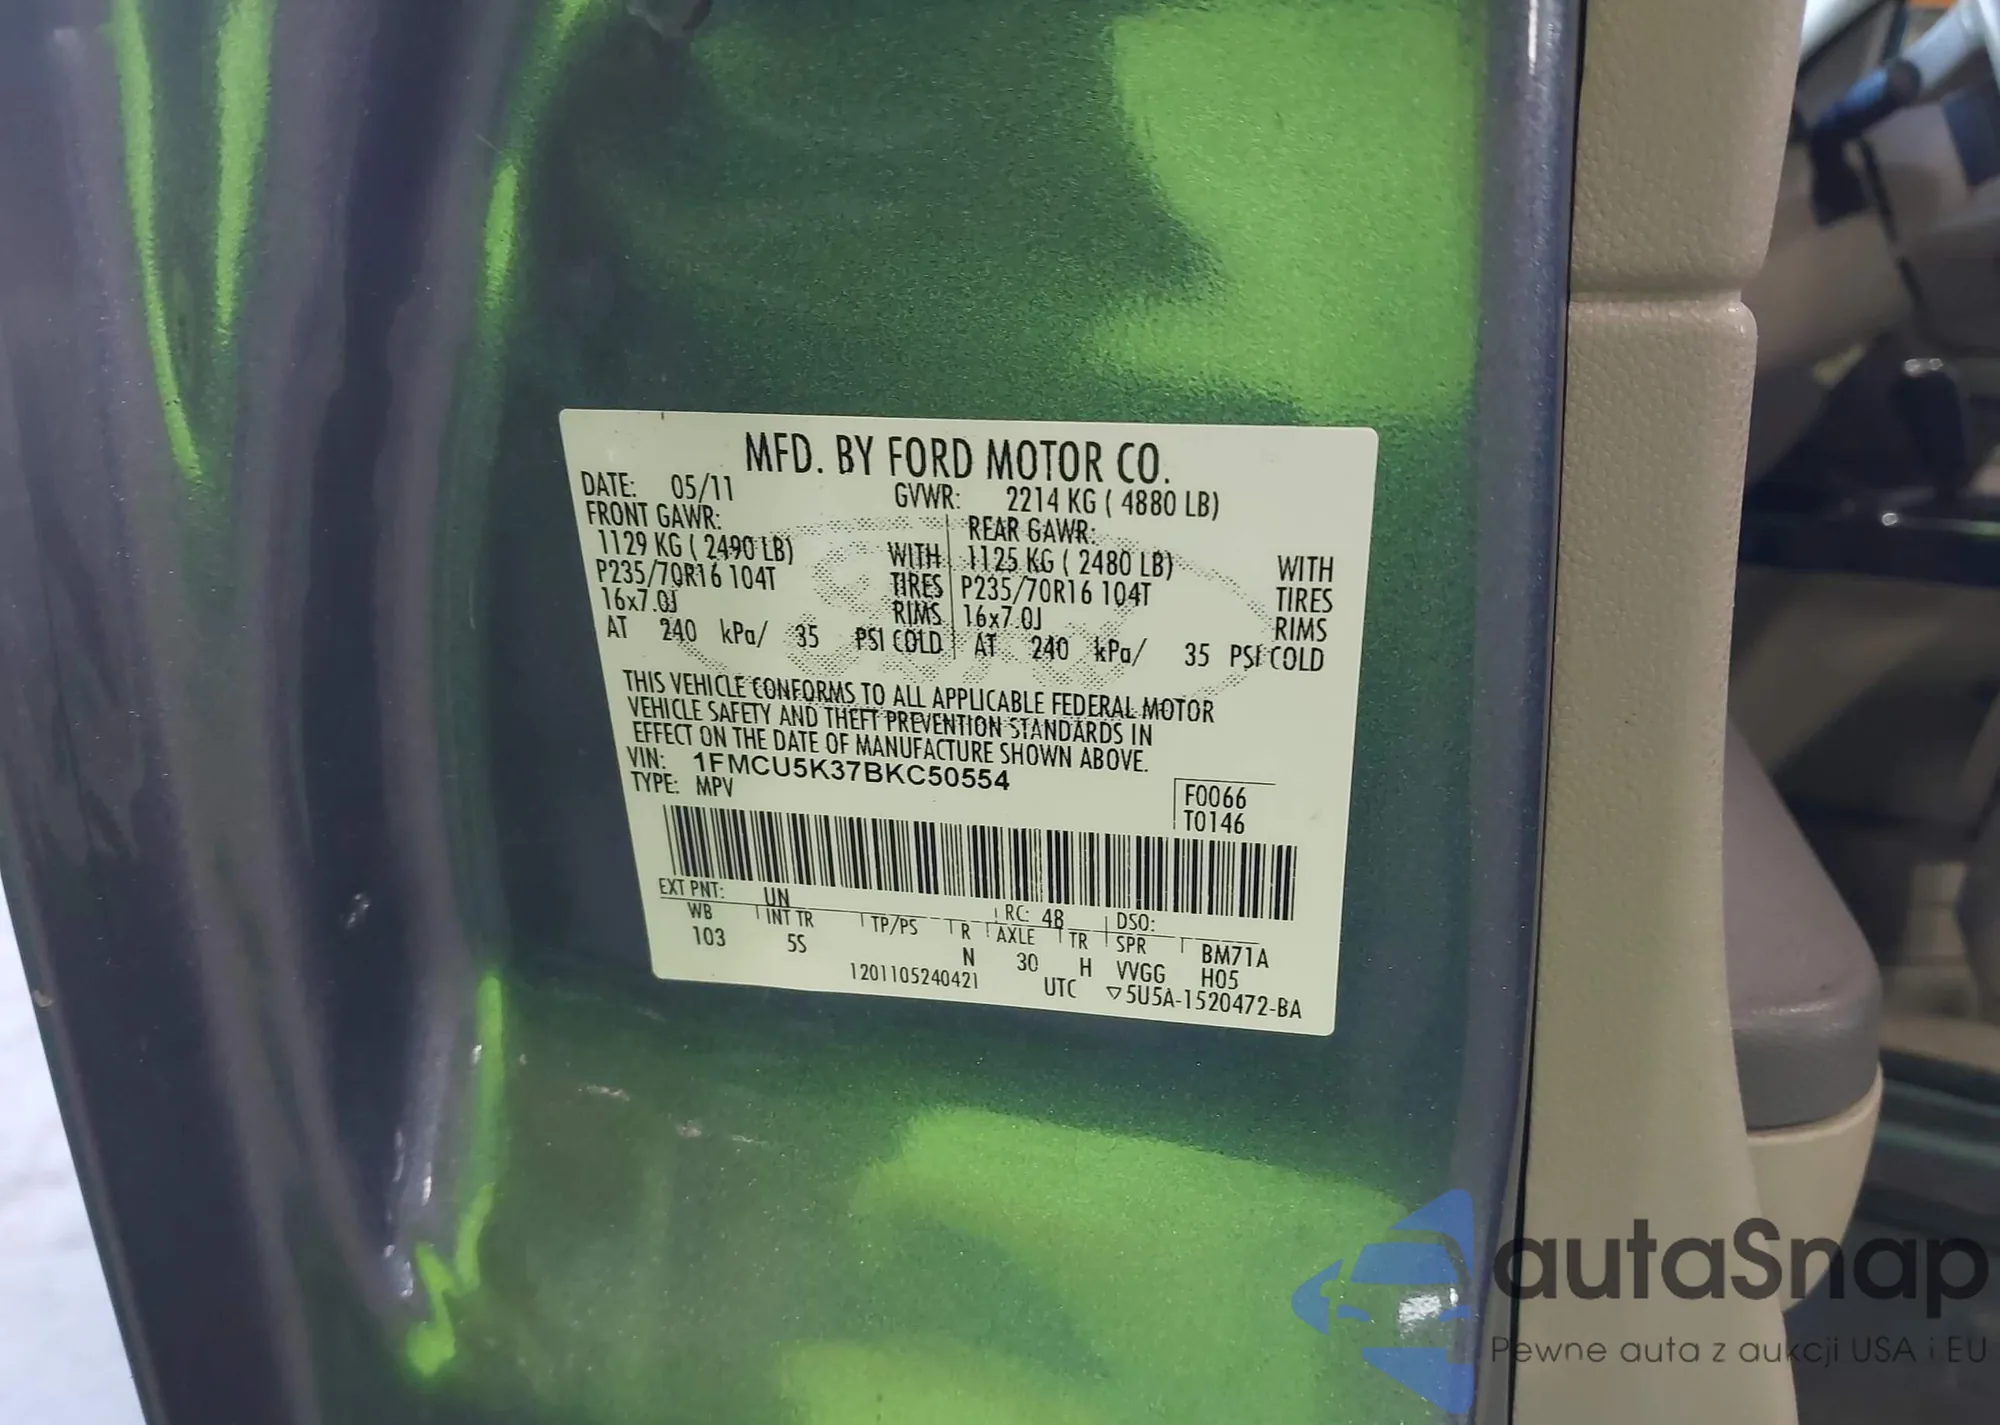 MFD. BY FORD MOTOR CO.
DATE: 05/11 GVWR: 2214 KG ( 4880 LB)
FRONT GAWR: REAR GAWR:
1129 KG ( 2490 LB) WITH 1125 KG ( 2480 LB) WITH
P235/70R16 104T TIRES P235/70R16 104T TIRES
16x7.0J RIMS 16x7.0J RIMS
AT 240 kPa/ 35 PSI COLD AT 240 kPa/ 35 PSI COLD
THIS VEHICLE CONFORMS TO ALL APPLICABLE FEDERAL MOTOR
VEHICLE SAFETY AND THEFT PREVENTION STANDARDS IN
EFFECT ON THE DATE OF MANUFACTURE SHOWN ABOVE.
VIN: 1FMCU5K37BKC50554
TYPE: MPV
F0066
T0146
EXT PNT: UN RC: 48 DSO:
WB INT TR TP/PS R AXLE TR SPR BM71A
103 5S N 30 H VVGG H05
1201105240421 UTC ▽5U5A-1520472-BA
autaSnap
Pewne auta z aukcji USA i EU